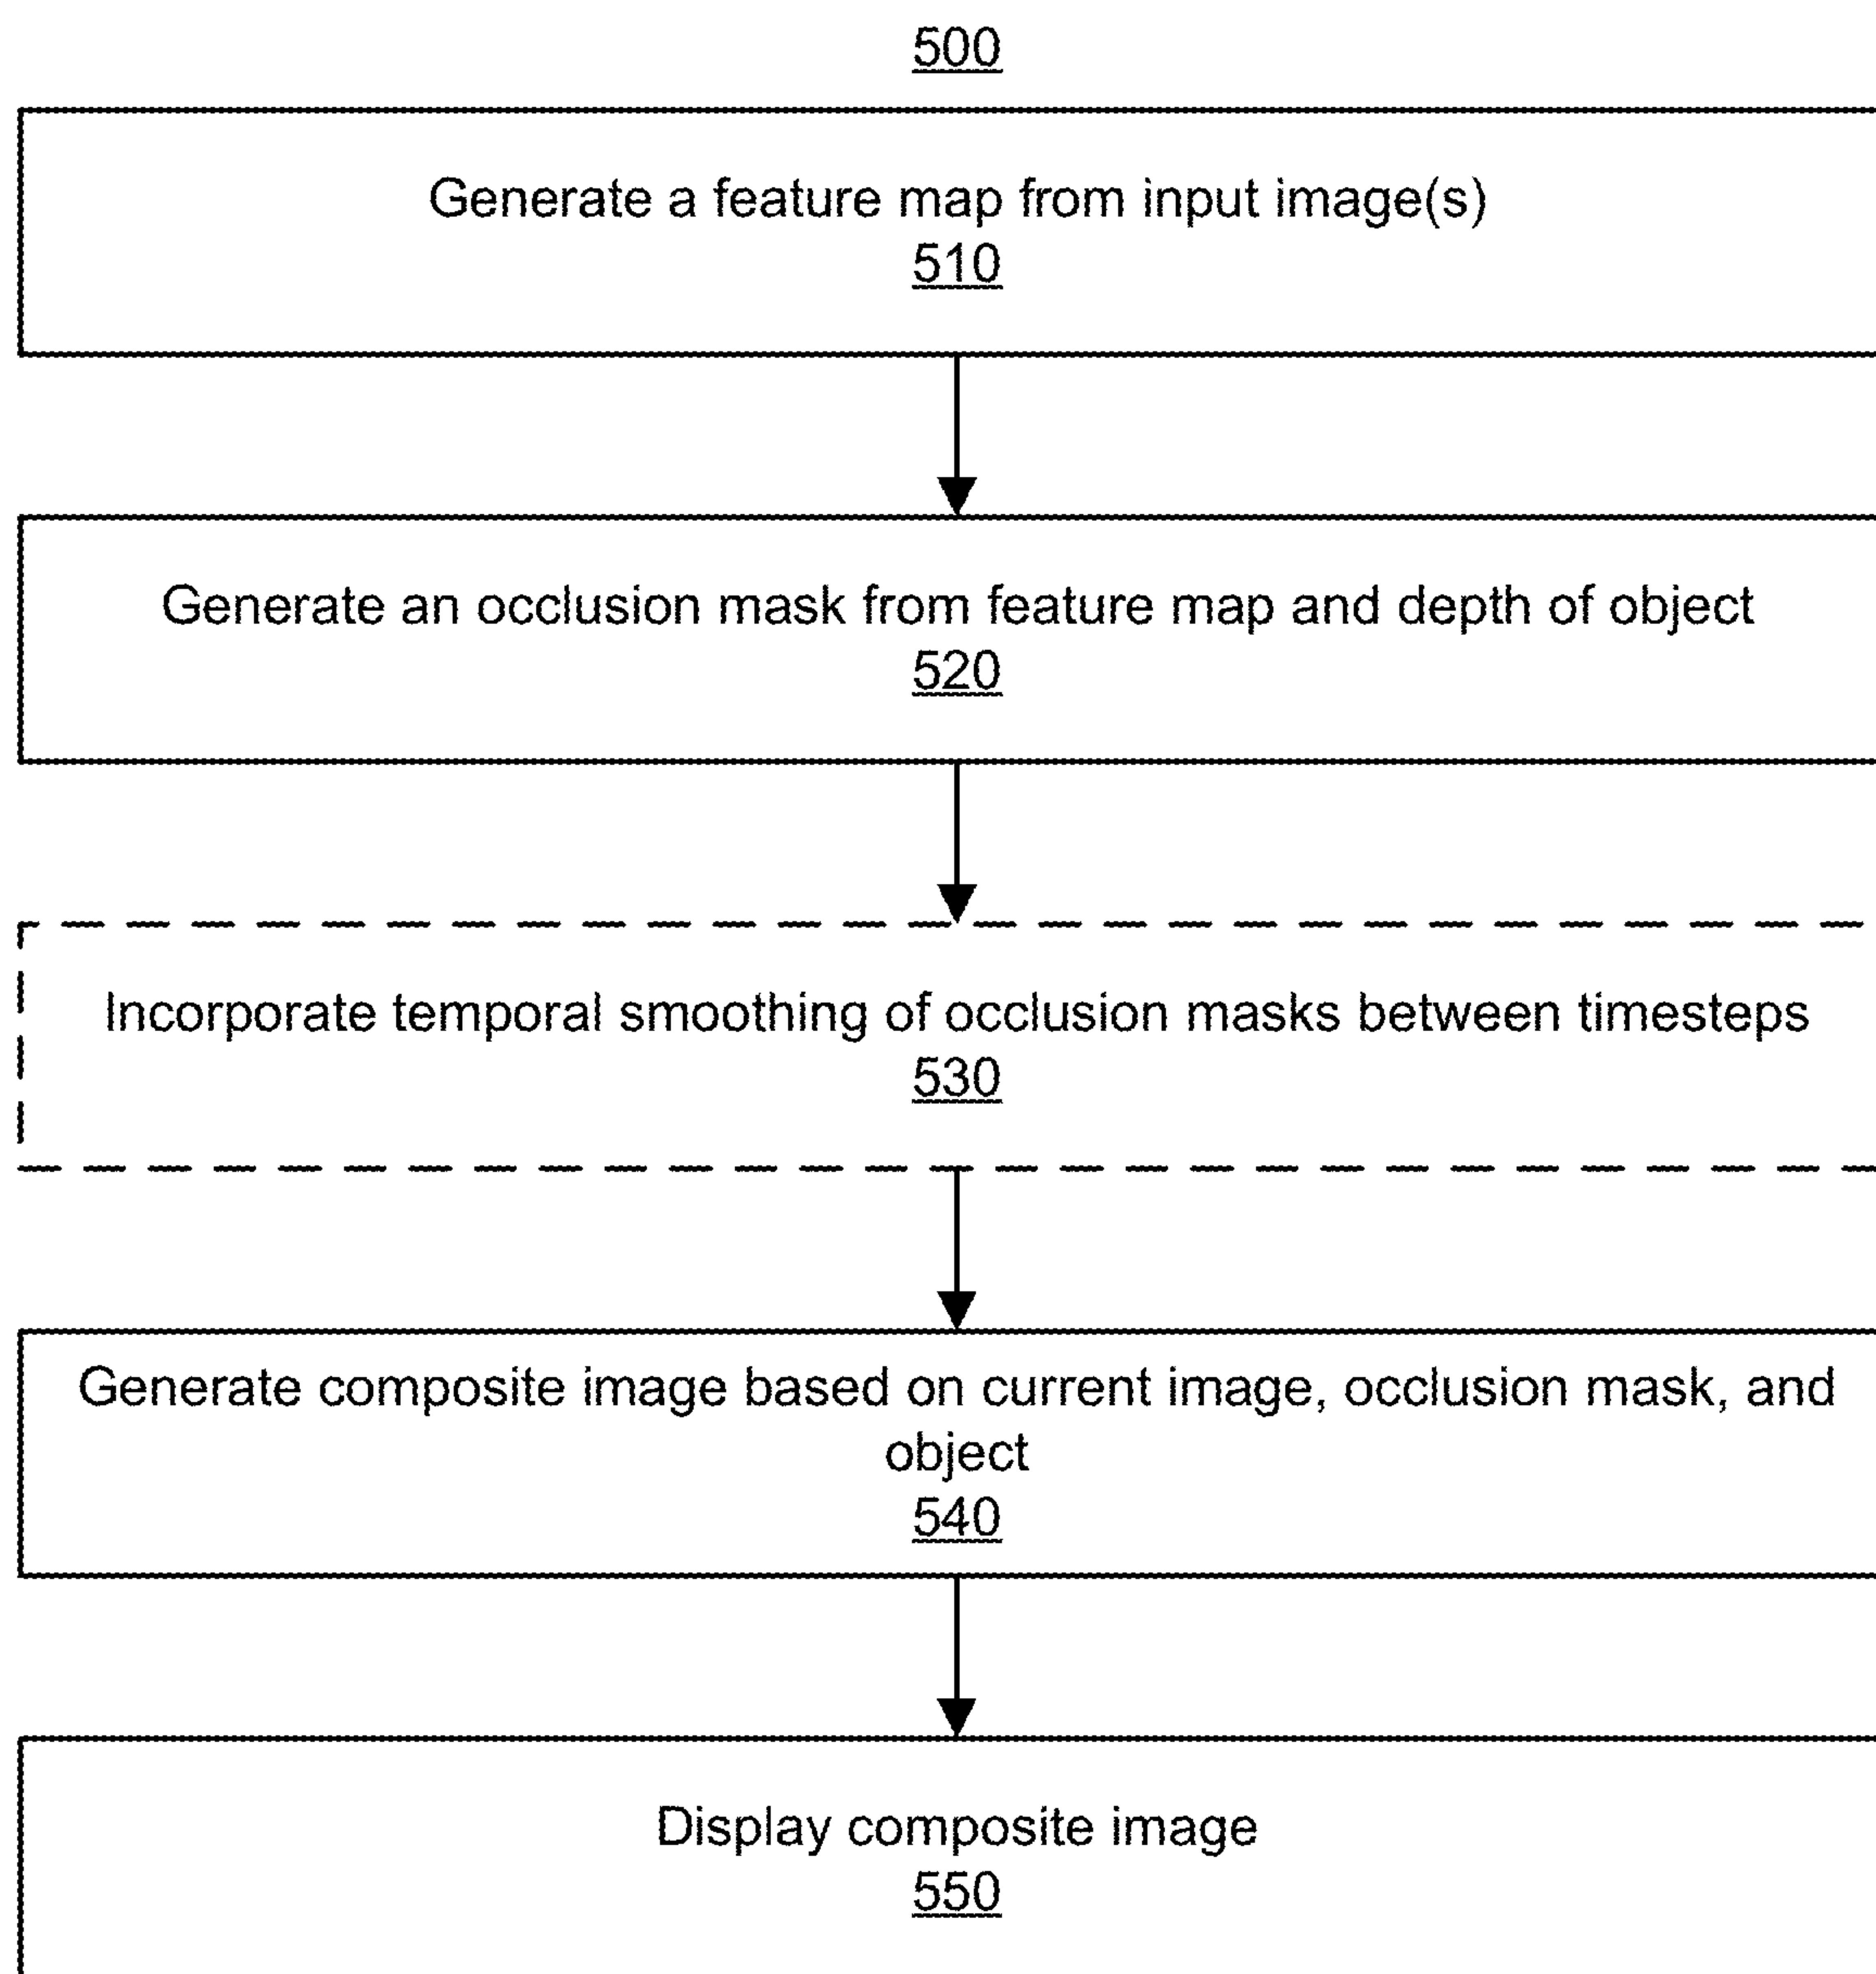 500
Generate a feature map from input image(s)
510
Generate an occlusion mask from feature map and depth of object
520
Incorporate temporal smoothing of occlusion masks between timesteps
530
Generate composite image based on current image, occlusion mask, and
object
540
Display composite image
550